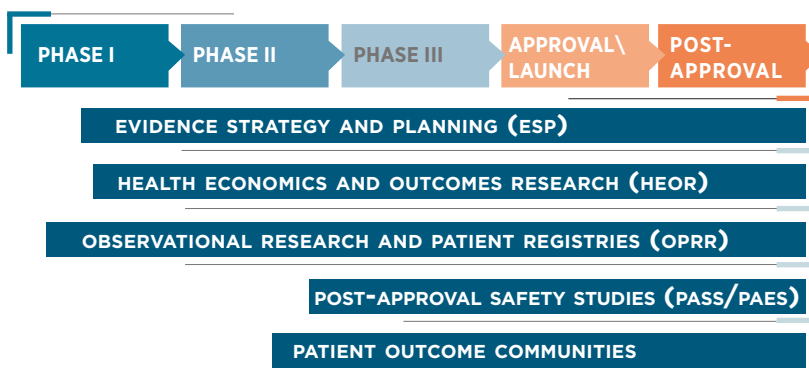 PHASE I
PHASE II
PHASE III
APPROVAL\
LAUNCH
POST-
APPROVAL
EVIDENCE STRATEGY AND PLANNING (ESP)
HEALTH ECONOMICS AND OUTCOMES RESEARCH (HEOR)
OBSERVATIONAL RESEARCH AND PATIENT REGISTRIES (OPRR)
POST-APPROVAL SAFETY STUDIES (PASS/PAES)
PATIENT OUTCOME COMMUNITIES